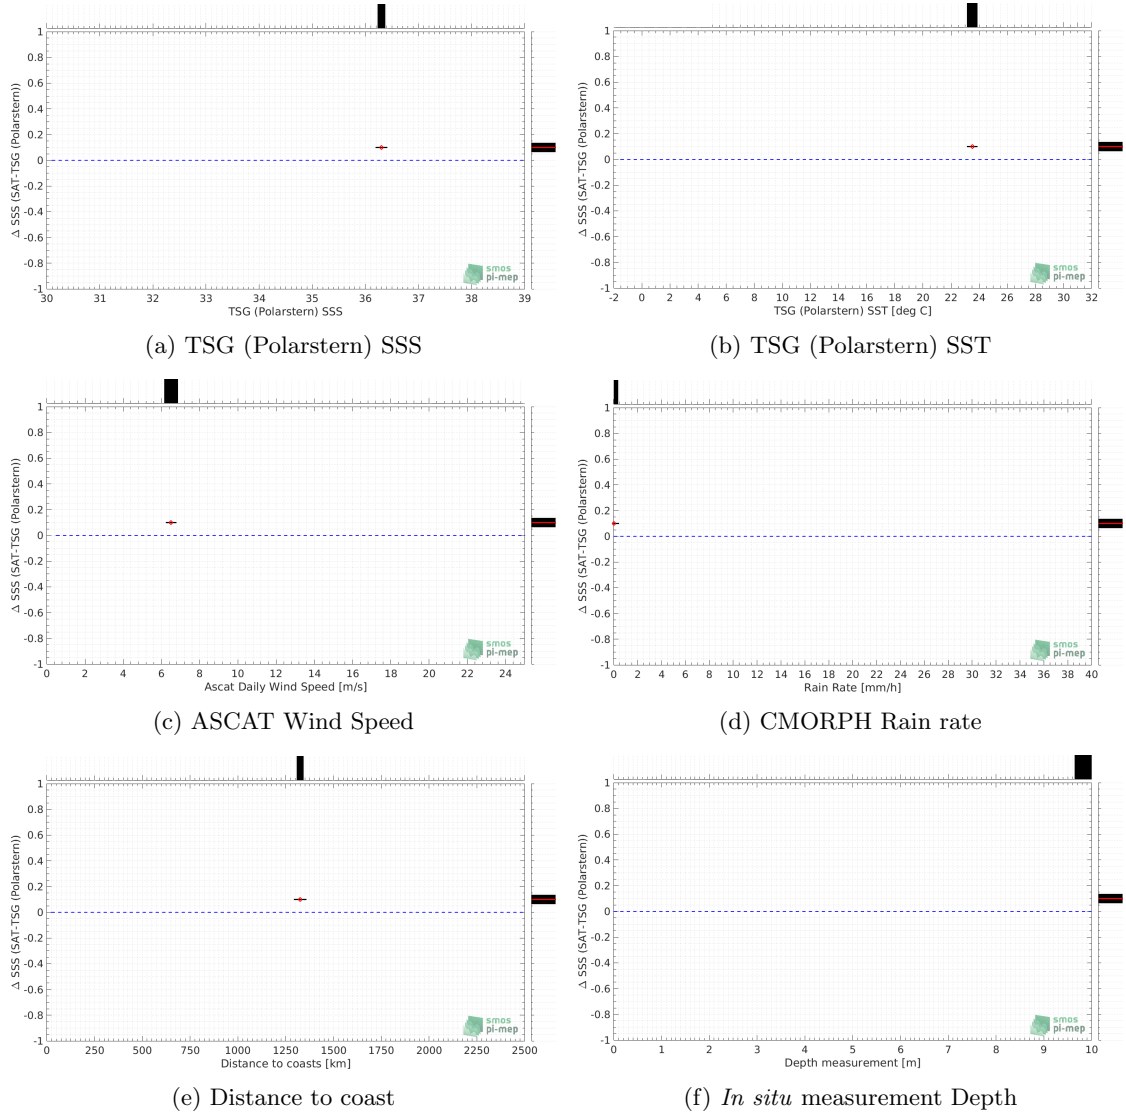 1
0.8
0.6
0.4
0.2
0
-0.2
-0.4
-0.6
-0.8
-1
Δ SSS (SAT-TSG (Polarstern))
smos
pi-mep
30 31 32 33 34 35 36 37 38 39
TSG (Polarstern) SSS
(a) TSG (Polarstern) SSS
1
0.8
0.6
0.4
0.2
0
-0.2
-0.4
-0.6
-0.8
-1
Δ SSS (SAT-TSG (Polarstern))
smos
pi-mep
-2 0 2 4 6 8 10 12 14 16 18 20 22 24 26 28 30 32
TSG (Polarstern) SST [deg C]
(b) TSG (Polarstern) SST
1
0.8
0.6
0.4
0.2
0
-0.2
-0.4
-0.6
-0.8
-1
Δ SSS (SAT-TSG (Polarstern))
smos
pi-mep
0 2 4 6 8 10 12 14 16 18 20 22 24
Ascat Daily Wind Speed [m/s]
(c) ASCAT Wind Speed
1
0.8
0.6
0.4
0.2
0
-0.2
-0.4
-0.6
-0.8
-1
Δ SSS (SAT-TSG (Polarstern))
smos
pi-mep
0 2 4 6 8 10 12 14 16 18 20 22 24 26 28 30 32 34 36 38 40
Rain Rate [mm/h]
(d) CMORPH Rain rate
1
0.8
0.6
0.4
0.2
0
-0.2
-0.4
-0.6
-0.8
-1
Δ SSS (SAT-TSG (Polarstern))
smos
pi-mep
0 250 500 750 1000 1250 1500 1750 2000 2250 2500
Distance to coasts [km]
(e) Distance to coast
1
0.8
0.6
0.4
0.2
0
-0.2
-0.4
-0.6
-0.8
-1
Δ SSS (SAT-TSG (Polarstern))
smos
pi-mep
0 1 2 3 4 5 6 7 8 9 10
Depth measurement [m]
(f) In situ measurement Depth